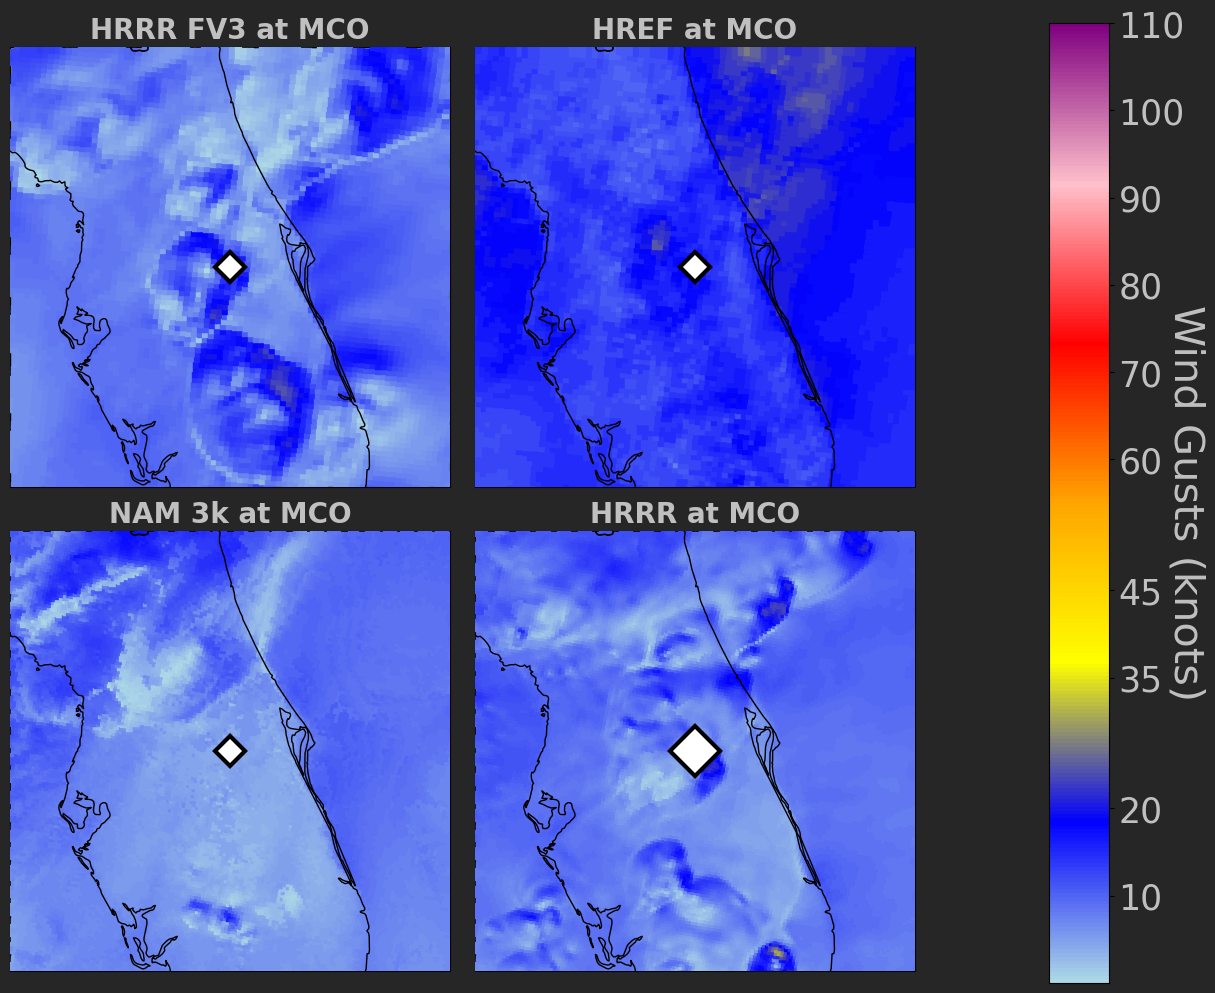 HRRR FV3 at MCO
HREF at MCO
NAM 3k at MCO
HRRR at MCO
110
100
90
80
70
60
45
35
20
10
Wind Gusts (knots)